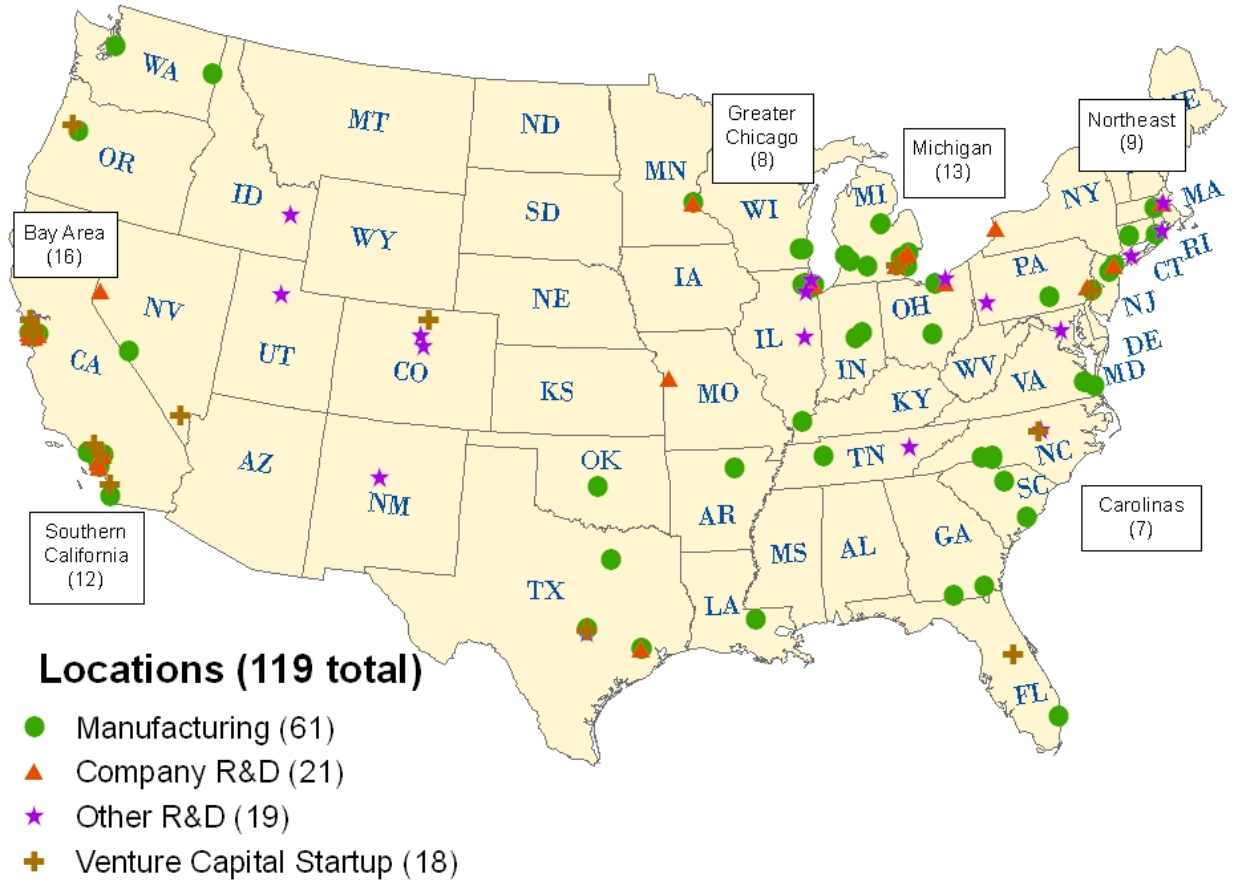 WA
MT
ND
MN
Greater
Chicago
(8)
Michigan
(13)
Northeast
(9)
OR
ID
SD
WI
MI
NY
MA
WY
Bay Area
(16)
IA
PA
RI
CT
NV
NE
OH
NJ
IL
UT
CO
IN
WV
DE
CA
KS
MO
KY
VA
MD
AZ
OK
TN
NC
NM
AR
SC
Carolinas
(7)
Southern
California
(12)
MS
AL
GA
TX
LA
FL
Locations (119 total)
Manufacturing (61)
Company R&D (21)
Other R&D (19)
Venture Capital Startup (18)